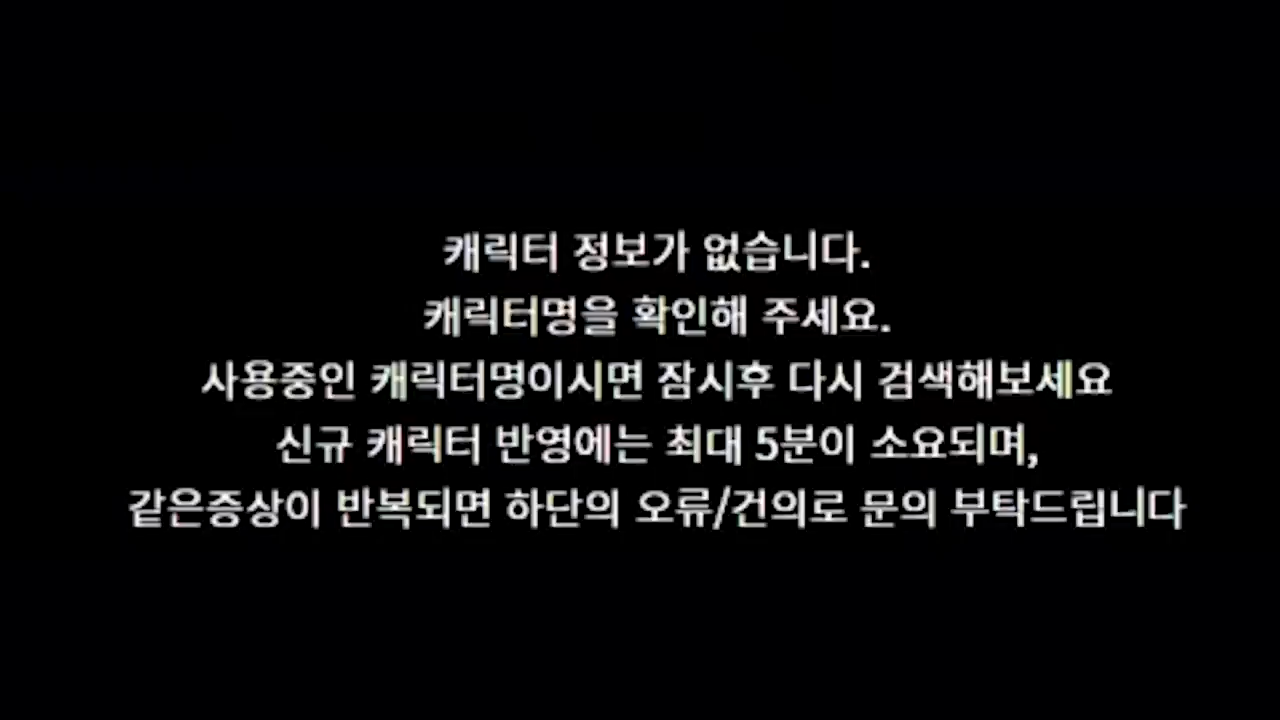 캐릭터 정보가 없습니다.
캐릭터명을 확인해 주세요.
사용중인 캐릭터명이시면 잠시후 다시 검색해보세요
신규 캐릭터 반영에는 최대 5분이 소요되며,
같은증상이 반복되면 하단의 오류/건의로 문의 부탁드립니다